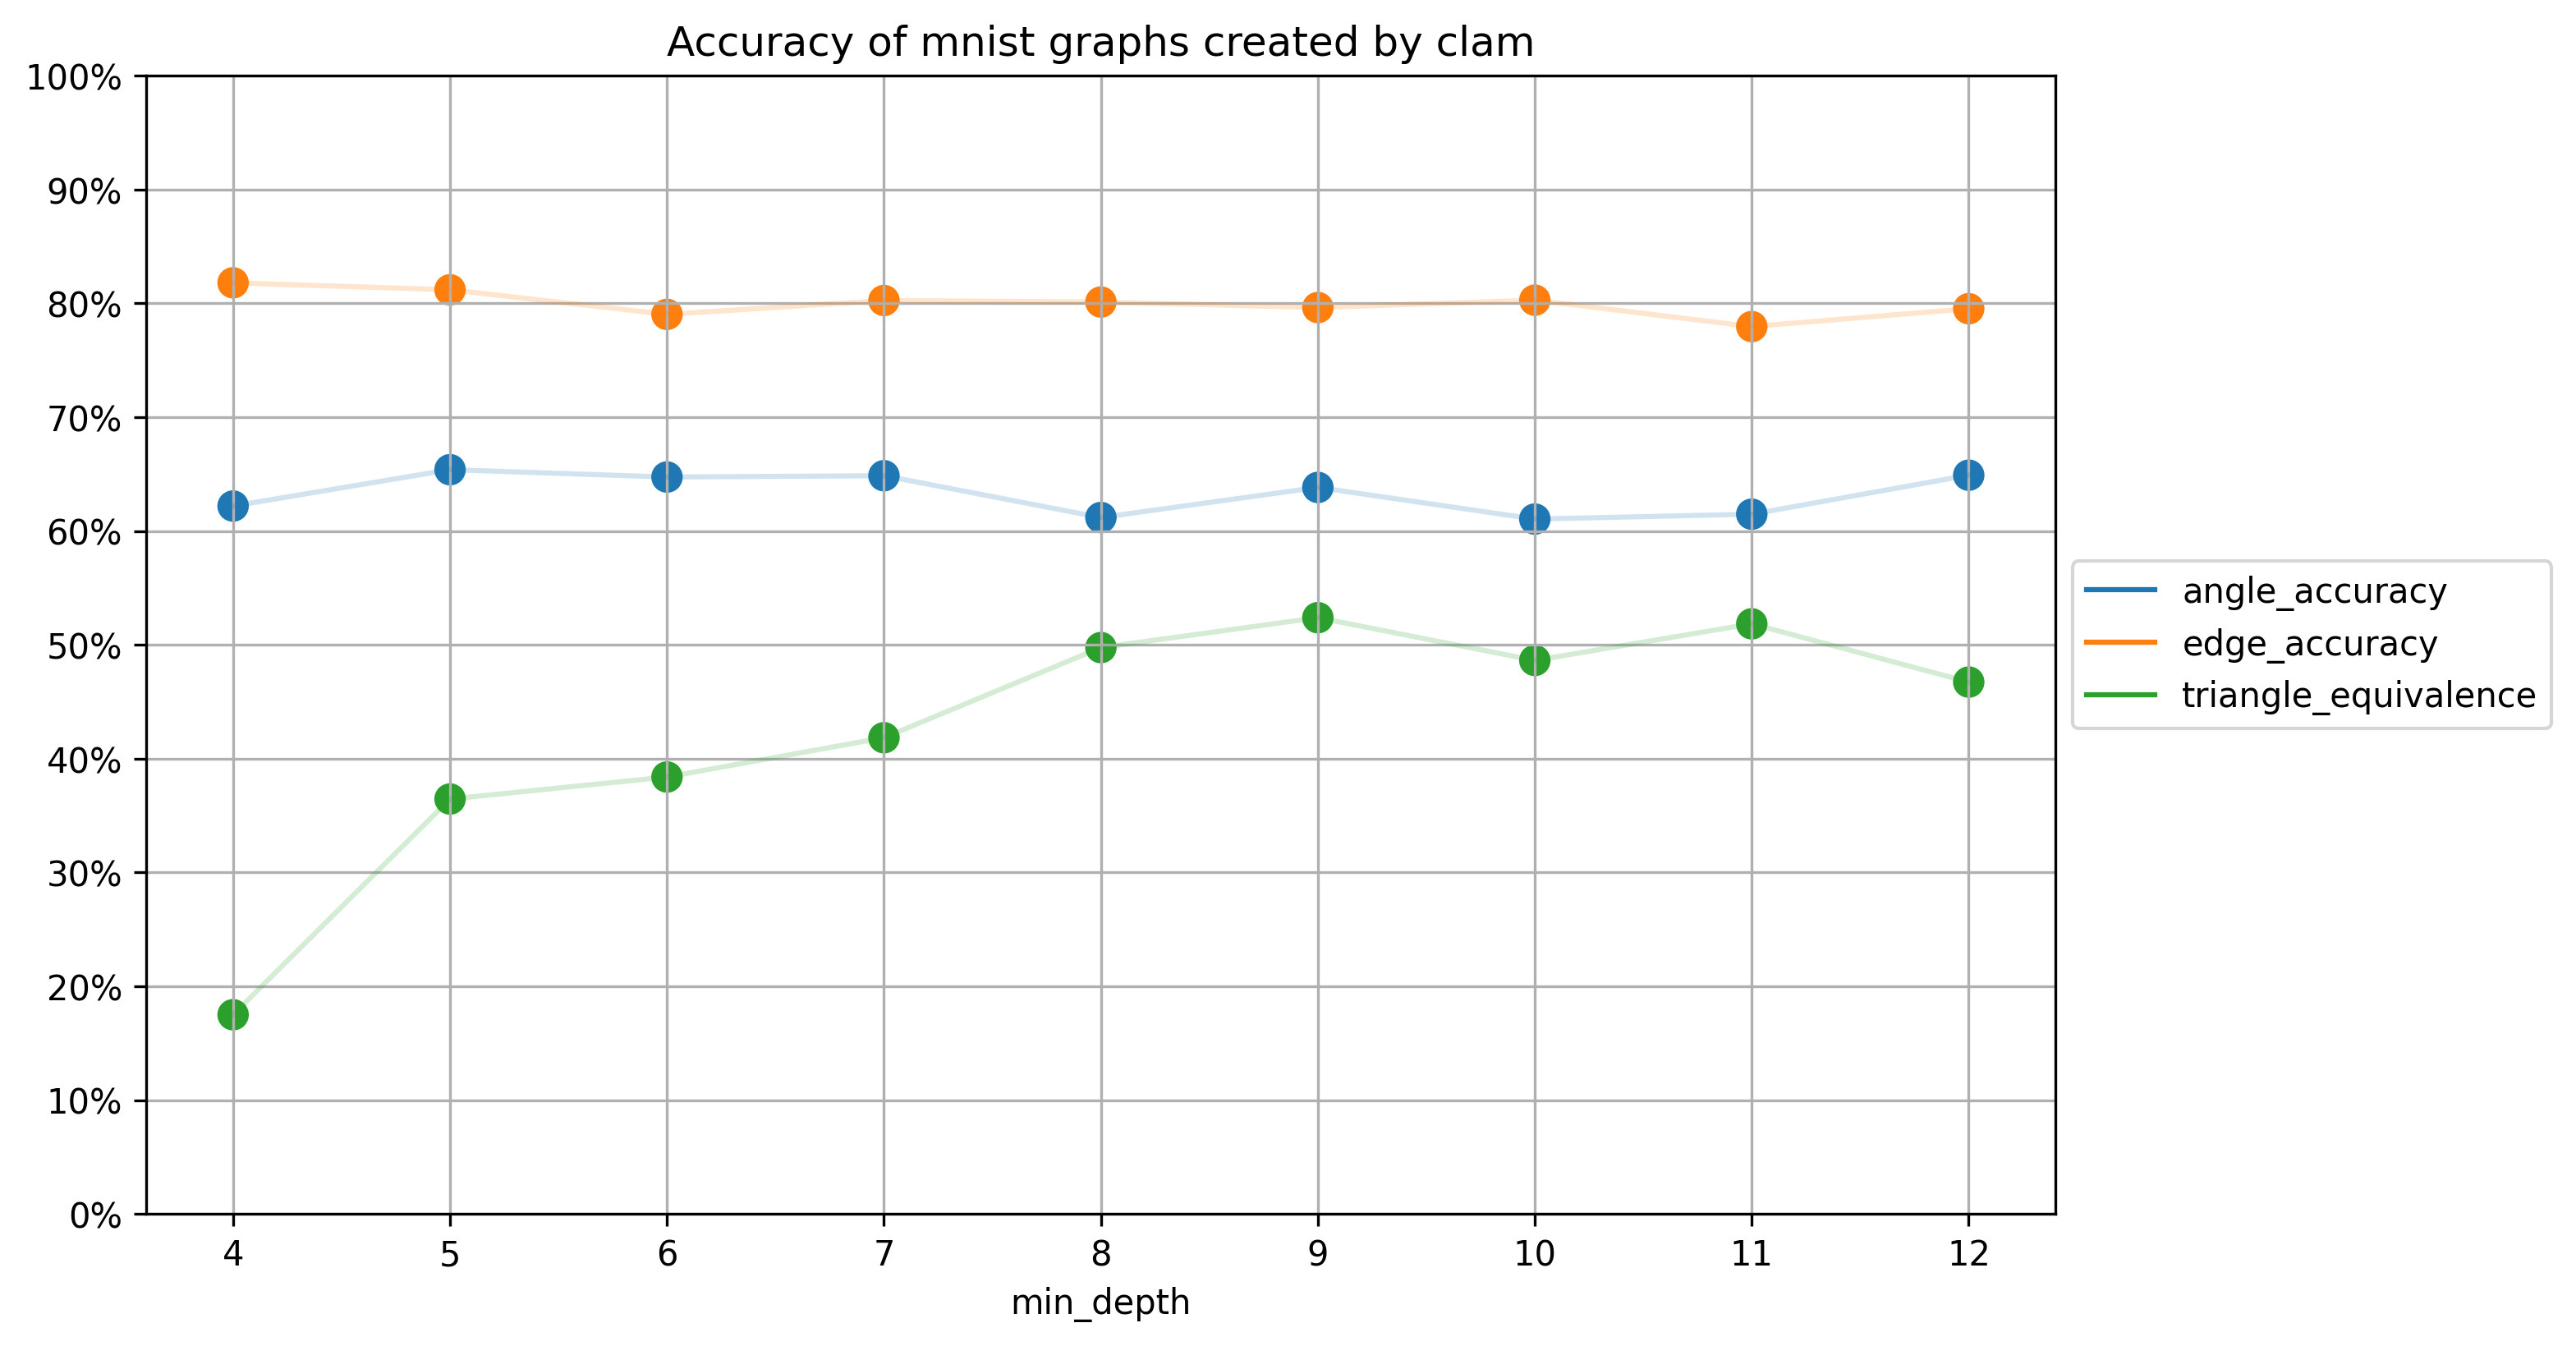 Accuracy of mnist graphs created by clam
100%
90%
80%
70%
60%
50%
40%
30%
20%
10%
0%
4 5 6 7 8 9 10 11 12
min_depth
angle_accuracy
edge_accuracy
triangle_equivalence